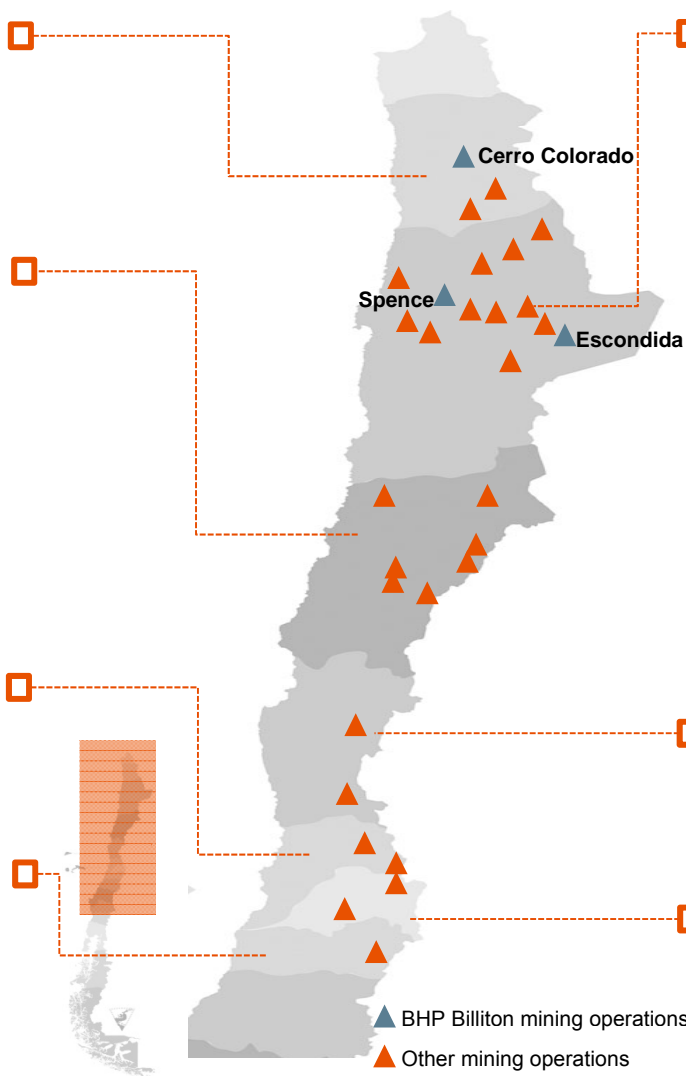 Cerro Colorado
Spence
Escondida
BHP Billiton mining operations
Other mining operations